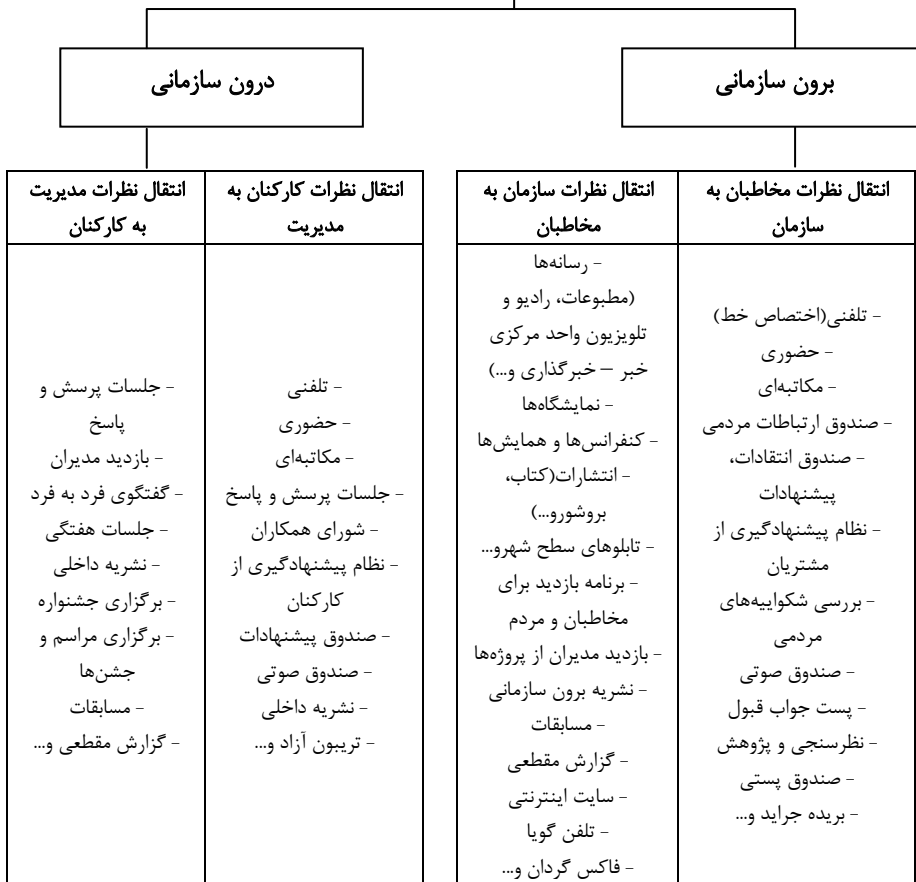 برون سازمانی
درون سازمانی
انتقال نظرات مخاطبان به
سازمان
- تلفنی(اختصاص خط)
- حضوری
- مکاتبه‌ای
- صندوق ارتباطات مردمی
- صندوق انتقادات،
پیشنهادات
- نظام پیشنهادگیری از
مشتریان
- بررسی شکواییه‌های
مردمی
- صندوق صوتی
- پست جواب قبول
- نظرسنجی و پژوهش
- صندوق پستی
- بریده جراید و...
انتقال نظرات سازمان به
مخاطبان
- رسانه‌ها
(مطبوعات، رادیو و
تلویزیون واحد مرکزی
خبر – خبرگذاری و...)
- نمایشگاه‌ها
- کنفرانس‌ها و همایش‌ها
- انتشارات(کتاب،
بروشورو...)
- تابلوهای سطح شهرو...
- برنامه بازدید برای
مخاطبان و مردم
- بازدید مدیران از پروژه‌ها
- نشریه برون سازمانی
- مسابقات
- گزارش مقطعی
- سایت اینترنتی
- تلفن گویا
- فاکس گردان و...
انتقال نظرات کارکنان به
مدیریت
- تلفنی
- حضوری
- مکاتبه‌ای
- جلسات پرسش و پاسخ
- شورای همکاران
- نظام پیشنهادگیری از
کارکنان
- صندوق پیشنهادات
- صندوق صوتی
- نشریه داخلی
- تریبون آزاد و...
انتقال نظرات مدیریت
به کارکنان
- جلسات پرسش و
پاسخ
- بازدید مدیران
- گفتگوی فرد به فرد
- جلسات هفتگی
- نشریه داخلی
- برگزاری جشنواره
- برگزاری مراسم و
جشن‌ها
- مسابقات
- گزارش مقطعی و...